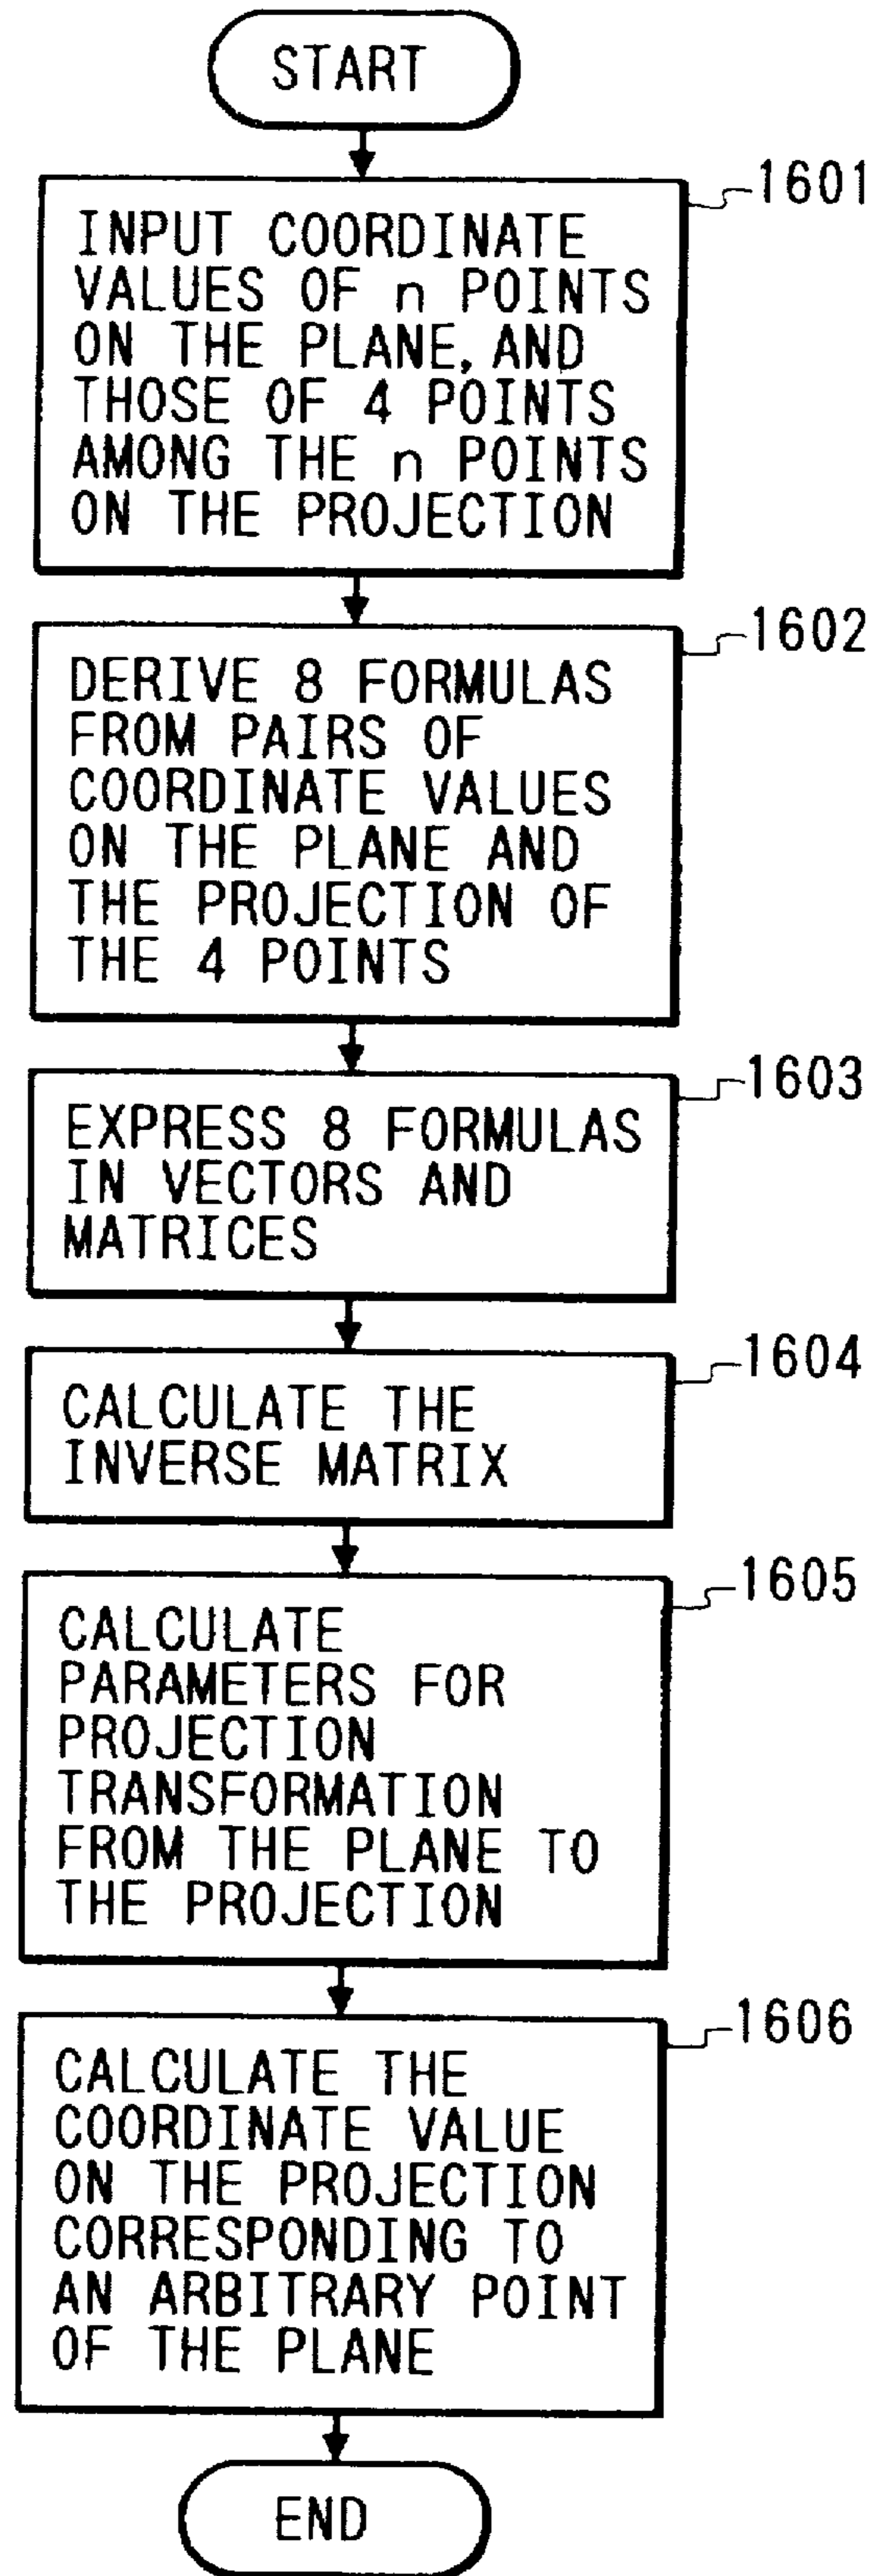 START
1601
INPUT COORDINATE
VALUES OF n POINTS
ON THE PLANE, AND
THOSE OF 4 POINTS
AMONG THE n POINTS
ON THE PROJECTION
1602
DERIVE 8 FORMULAS
FROM PAIRS OF
COORDINATE VALUES
ON THE PLANE AND
THE PROJECTION OF
THE 4 POINTS
1603
EXPRESS 8 FORMULAS
IN VECTORS AND
MATRICES
1604
CALCULATE THE
INVERSE MATRIX
1605
CALCULATE
PARAMETERS FOR
PROJECTION
TRANSFORMATION
FROM THE PLANE TO
THE PROJECTION
1606
CALCULATE THE
COORDINATE VALUE
ON THE PROJECTION
CORRESPONDING TO
AN ARBITRARY POINT
OF THE PLANE
END